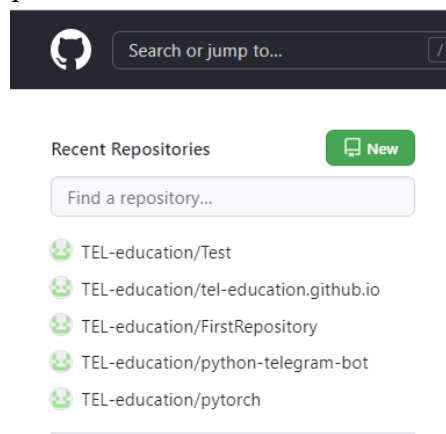 Search or jump to...
/
Recent Repositories
New
Find a repository...
TEL-education/Test
TEL-education/tel-education.github.io
TEL-education/FirstRepository
TEL-education/python-telegram-bot
TEL-education/pytorch